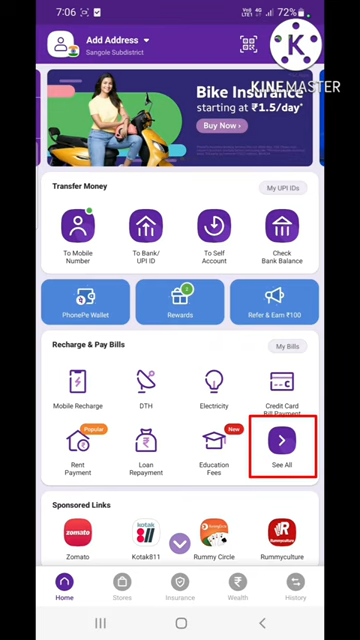 7:06
Vo)) LTE1
4G
72%
Add Address
Sangole Subdistrict
K
KINEMASTER
Bike Insurance
starting at ₹1.5/day*
Buy Now ›
Transfer Money
My UPI IDs
To Mobile
Number
To Bank/
UPI ID
To Self
Account
Check
Bank Balance
PhonePe Wallet
Rewards
Refer & Earn ₹100
Recharge & Pay Bills
My Bills
Mobile Recharge
DTH
Electricity
Credit Card
Bill Payment
Popular
Rent
Payment
Loan
Repayment
New
Education
Fees
See All
Sponsored Links
zomato
Zomato
kotak
811
Kotak811
Rummy Circle
Rummyculture
Home
Stores
Insurance
Wealth
History